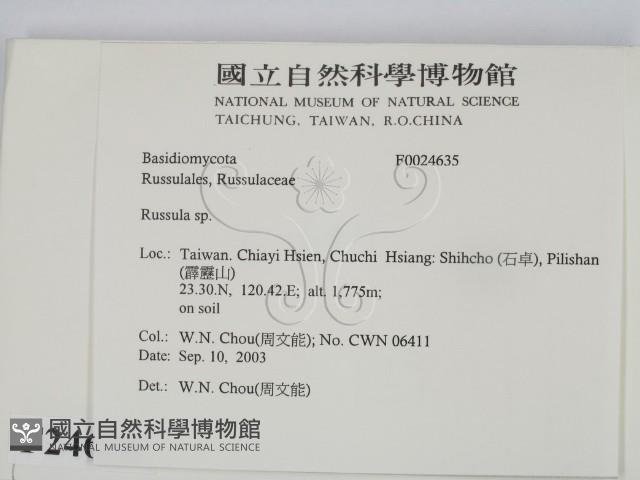 國立自然科學博物館
NATIONAL MUSEUM OF NATURAL SCIENCE
TAICHUNG, TAIWAN, R.O.CHINA
Basidiomycota F0024635
Russulales, Russulaceae
Russula sp.
Loc.: Taiwan. Chiayi Hsien, Chuchi Hsiang: Shihcho (石卓), Pilishan
(霹靂山)
23.30.N, 120.42.E; alt. 1,775m;
on soil
Col.: W.N. Chou(周文能); No. CWN 06411
Date: Sep. 10, 2003
Det.: W.N. Chou(周文能)
國立自然科學博物館
NATIONAL MUSEUM OF NATURAL SCIENCE